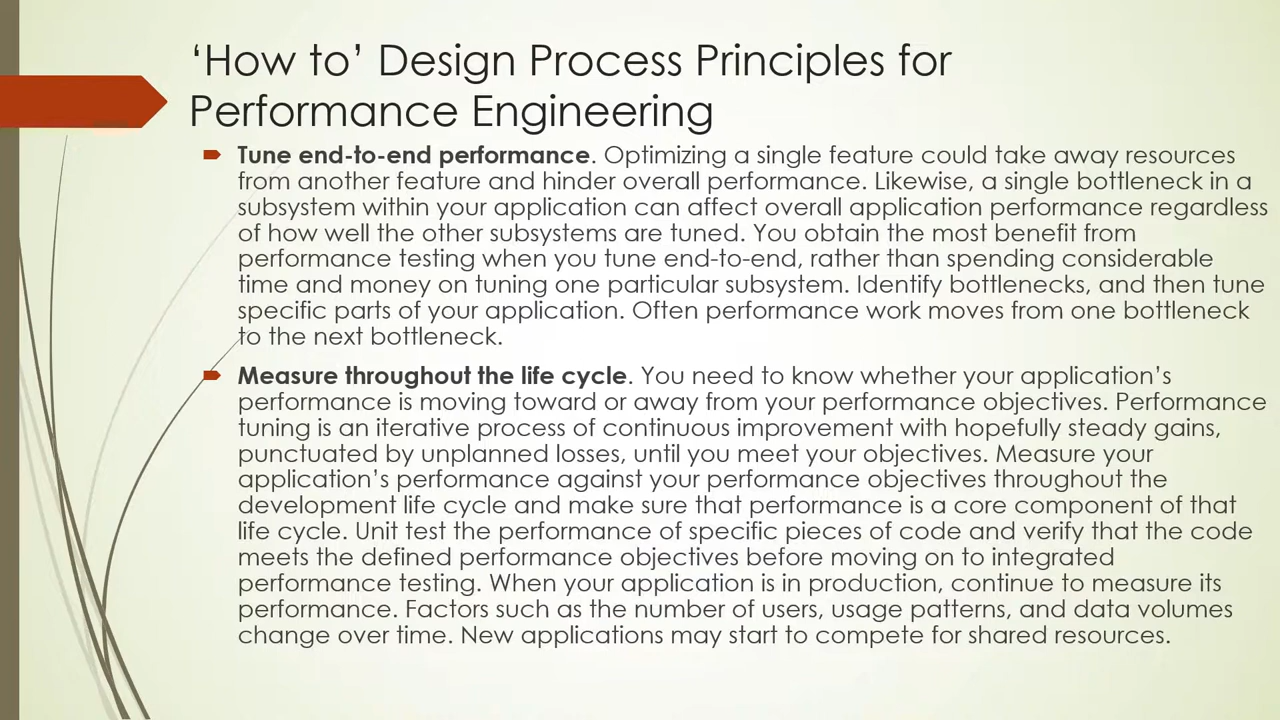 ‘How to’ Design Process Principles for
Performance Engineering
Tune end-to-end performance. Optimizing a single feature could take away resources
from another feature and hinder overall performance. Likewise, a single bottleneck in a
subsystem within your application can affect overall application performance regardless
of how well the other subsystems are tuned. You obtain the most benefit from
performance testing when you tune end-to-end, rather than spending considerable
time and money on tuning one particular subsystem. Identify bottlenecks, and then tune
specific parts of your application. Often performance work moves from one bottleneck
to the next bottleneck.
Measure throughout the life cycle. You need to know whether your application’s
performance is moving toward or away from your performance objectives. Performance
tuning is an iterative process of continuous improvement with hopefully steady gains,
punctuated by unplanned losses, until you meet your objectives. Measure your
application’s performance against your performance objectives throughout the
development life cycle and make sure that performance is a core component of that
life cycle. Unit test the performance of specific pieces of code and verify that the code
meets the defined performance objectives before moving on to integrated
performance testing. When your application is in production, continue to measure its
performance. Factors such as the number of users, usage patterns, and data volumes
change over time. New applications may start to compete for shared resources.